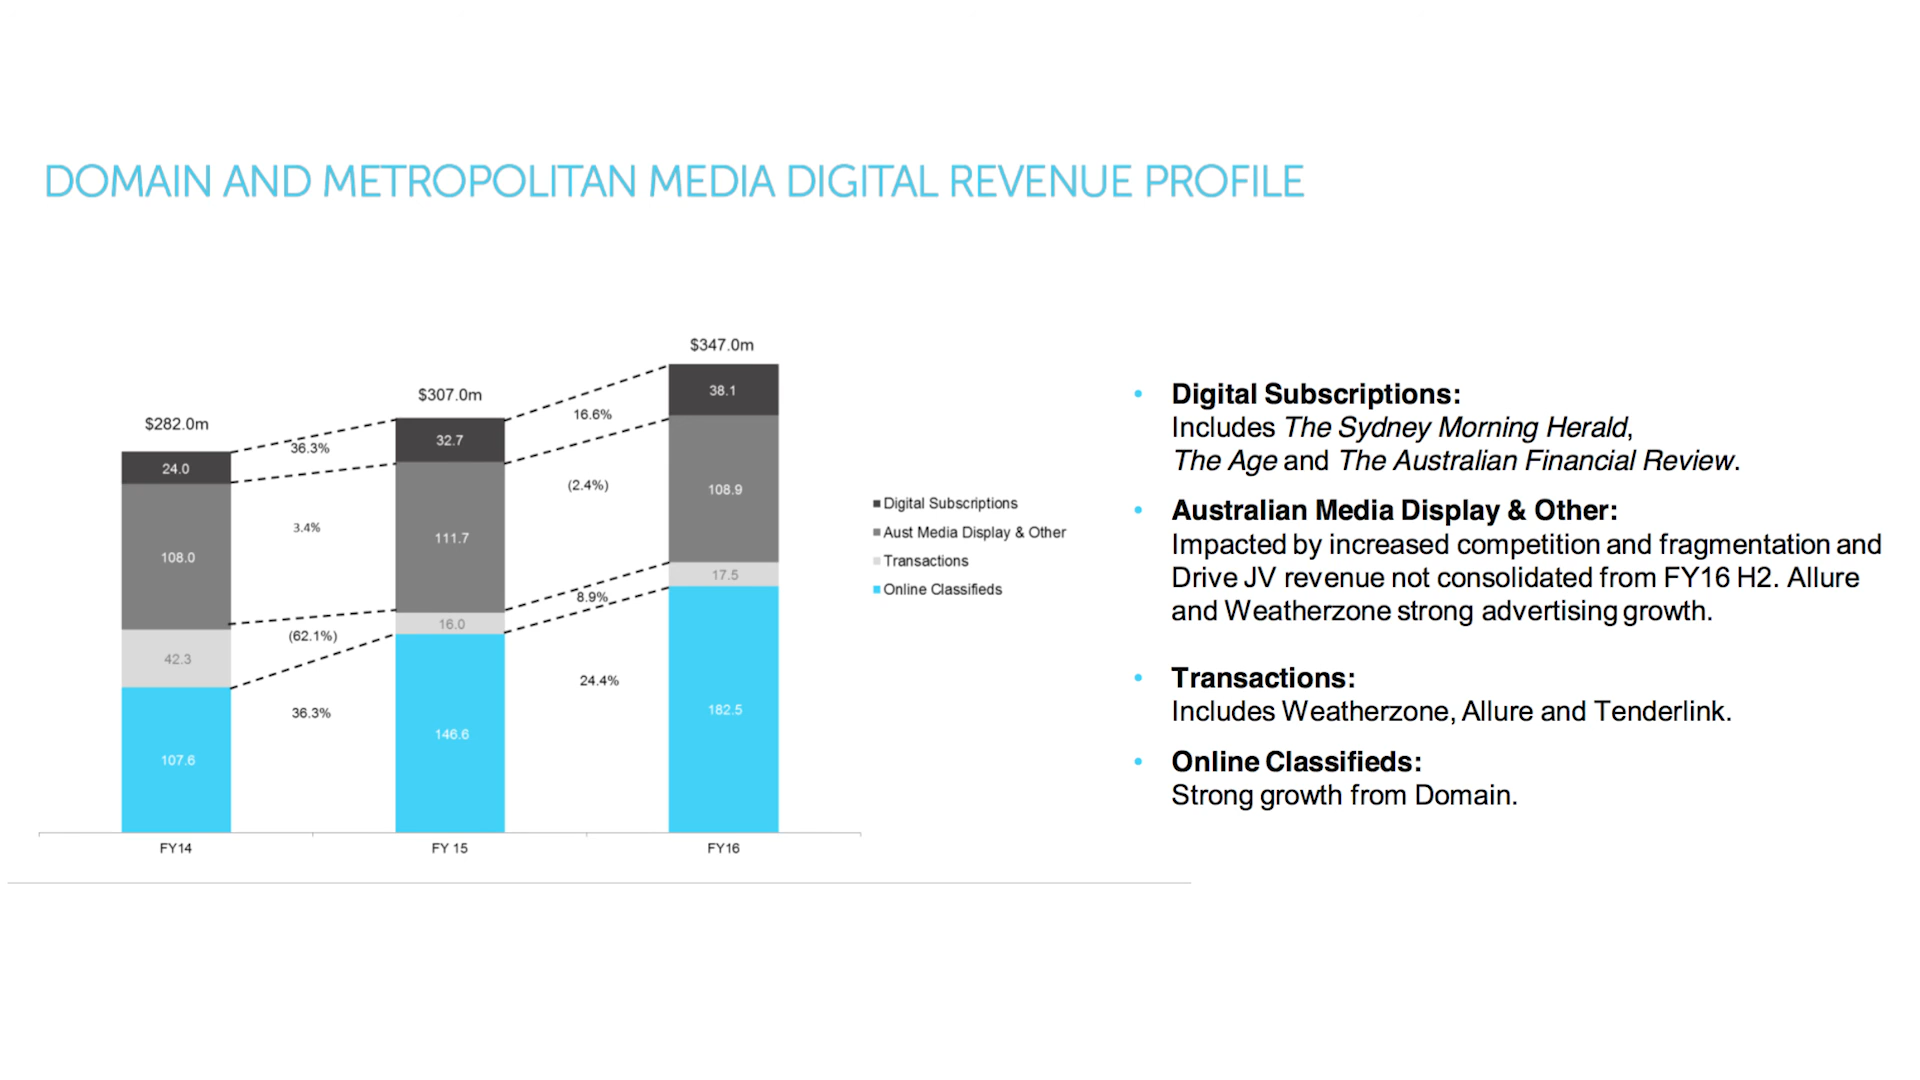 DOMAIN AND METROPOLITAN MEDIA DIGITAL REVENUE PROFILE
$282.0m
$307.0m
$347.0m
24.0
108.0
42.3
107.6
36.3%
3.4%
(62.1%)
36.3%
32.7
111.7
16.0
146.6
16.6%
(2.4%)
8.9%
24.4%
38.1
108.9
17.5
182.5
FY14
FY 15
FY16
Digital Subscriptions
Aust Media Display & Other
Transactions
Online Classifieds
• Digital Subscriptions:
Includes The Sydney Morning Herald,
The Age and The Australian Financial Review.
• Australian Media Display & Other:
Impacted by increased competition and fragmentation and
Drive JV revenue not consolidated from FY16 H2. Allure
and Weatherzone strong advertising growth.
• Transactions:
Includes Weatherzone, Allure and Tenderlink.
• Online Classifieds:
Strong growth from Domain.